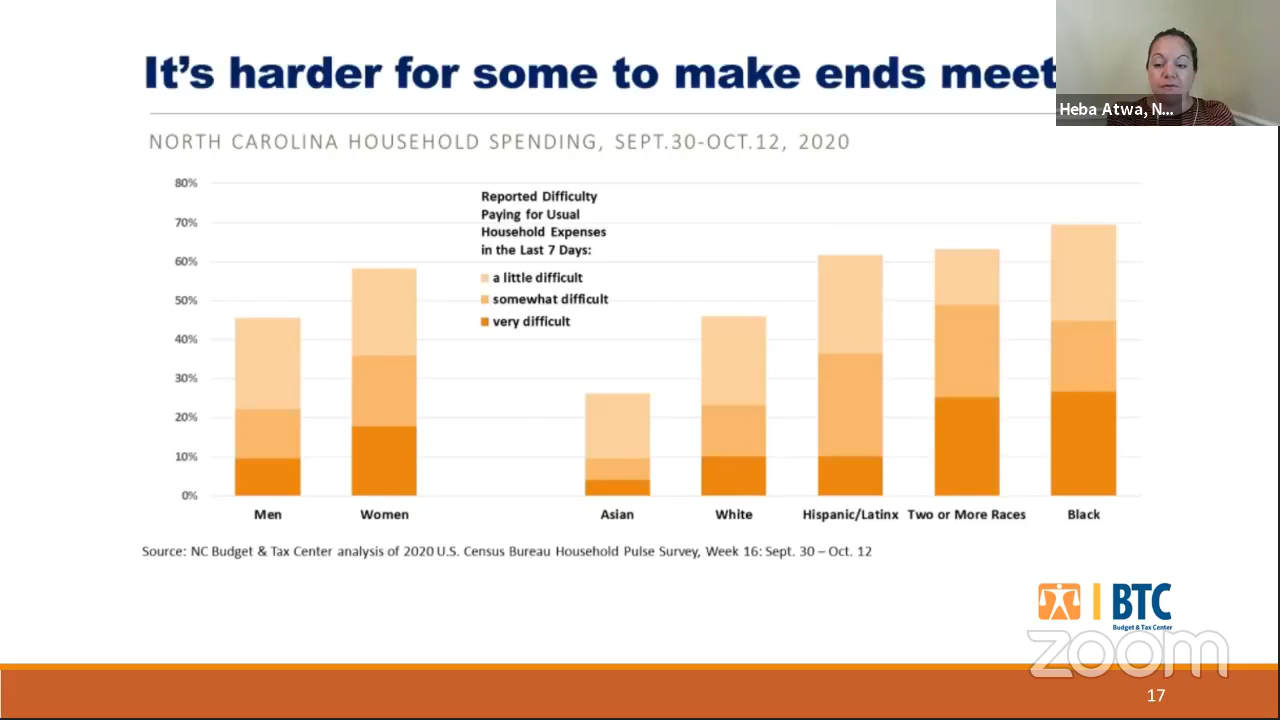 It's harder for some to make ends meet
Heba Atwa, N...
NORTH CAROLINA HOUSEHOLD SPENDING, SEPT.30-OCT.12, 2020
80%
70%
60%
50%
40%
30%
20%
10%
0%
Reported Difficulty
Paying for Usual
Household Expenses
in the Last 7 Days:
a little difficult
somewhat difficult
very difficult
Men
Women
Asian
White
Hispanic/Latinx
Two or More Races
Black
Source: NC Budget & Tax Center analysis of 2020 U.S. Census Bureau Household Pulse Survey, Week 16: Sept. 30 – Oct. 12
BTC
Budget & Tax Center
zoom
17